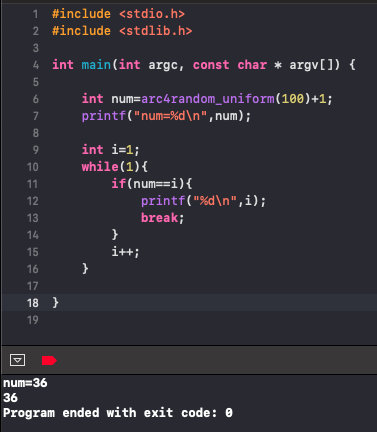 1 #include <stdio.h>
2 #include <stdlib.h>
3
4 int main(int argc, const char * argv[]) {
5
6     int num=arc4random_uniform(100)+1;
7     printf("num=%d\n",num);
8
9     int i=1;
10     while(1){
11         if(num==i){
12             printf("%d\n",i);
13             break;
14         }
15         i++;
16     }
17
18 }
19
num=36
36
Program ended with exit code: 0